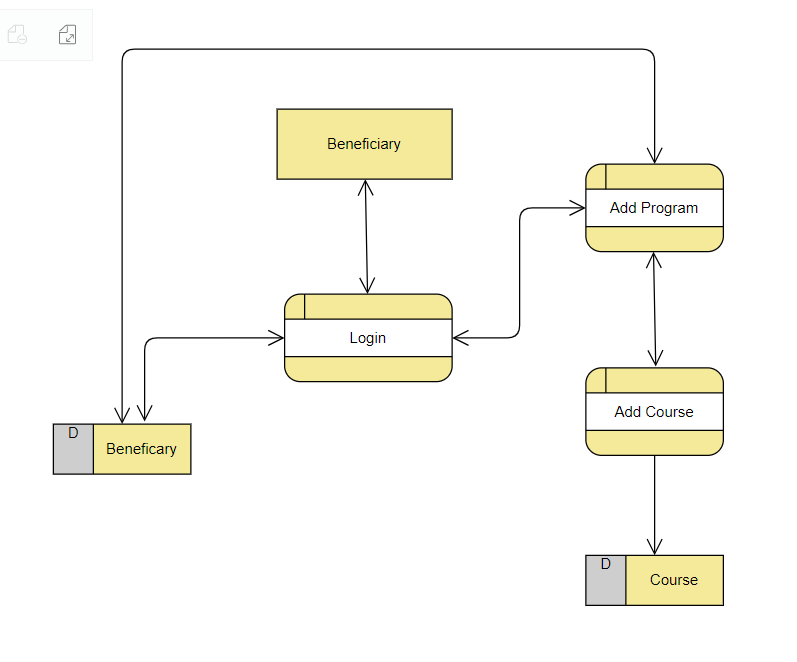 Beneficiary
Add Program
Login
Add Course
D
Beneficary
D
Course